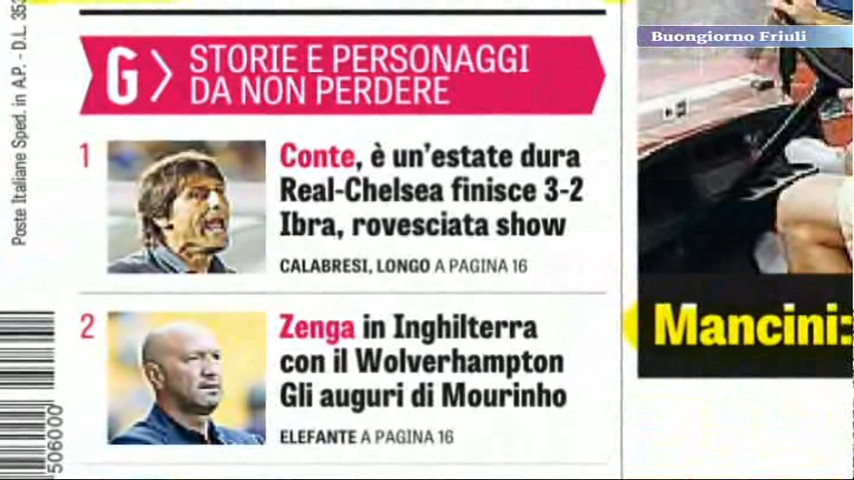 Buongiorno Friuli
Poste Italiane Sped. in A.P. - D.L. 353
G
STORIE E PERSONAGGI
DA NON PERDERE
1
Conte, è un'estate dura
Real-Chelsea finisce 3-2
Ibra, rovesciata show
CALABRESI, LONGO A PAGINA 16
2
Zenga in Inghilterra
con il Wolverhampton
Gli auguri di Mourinho
ELEFANTE A PAGINA 16
Mancini:
506000